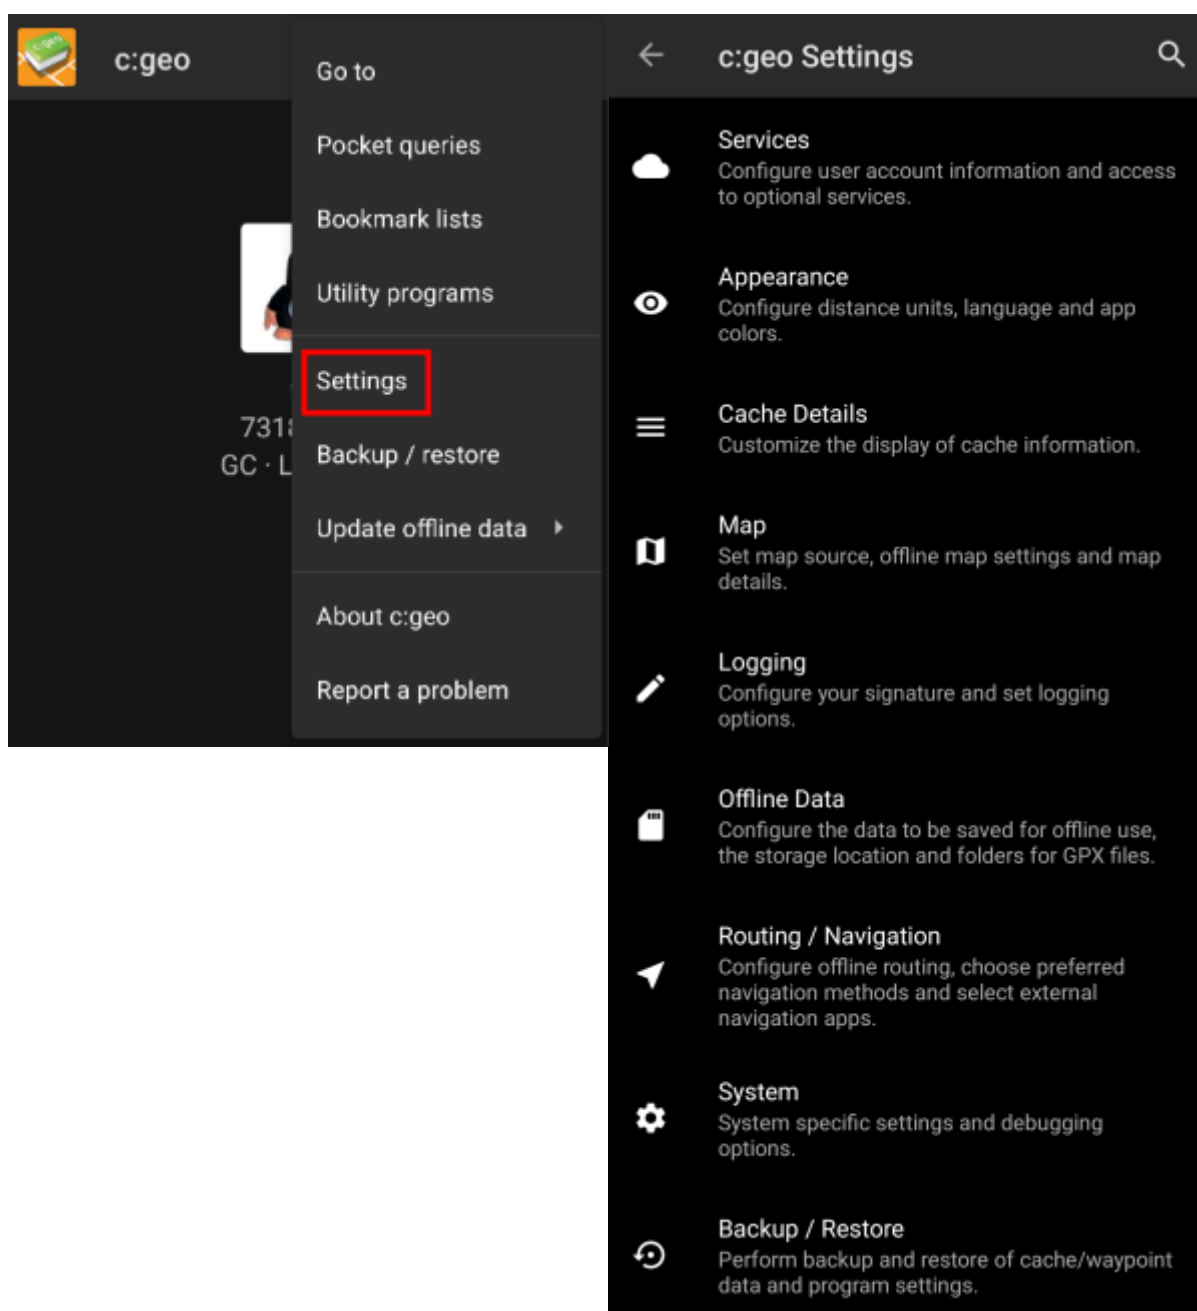 c:geo
Go to
Pocket queries
Bookmark lists
Utility programs
Settings
7318
GC · L
Backup / restore
Update offline data
About c:geo
Report a problem
c:geo Settings
Services
Configure user account information and access
to optional services.
Appearance
Configure distance units, language and app
colors.
Cache Details
Customize the display of cache information.
Map
Set map source, offline map settings and map
details.
Logging
Configure your signature and set logging
options.
Offline Data
Configure the data to be saved for offline use,
the storage location and folders for GPX files.
Routing / Navigation
Configure offline routing, choose preferred
navigation methods and select external
navigation apps.
System
System specific settings and debugging
options.
Backup / Restore
Perform backup and restore of cache/waypoint
data and program settings.